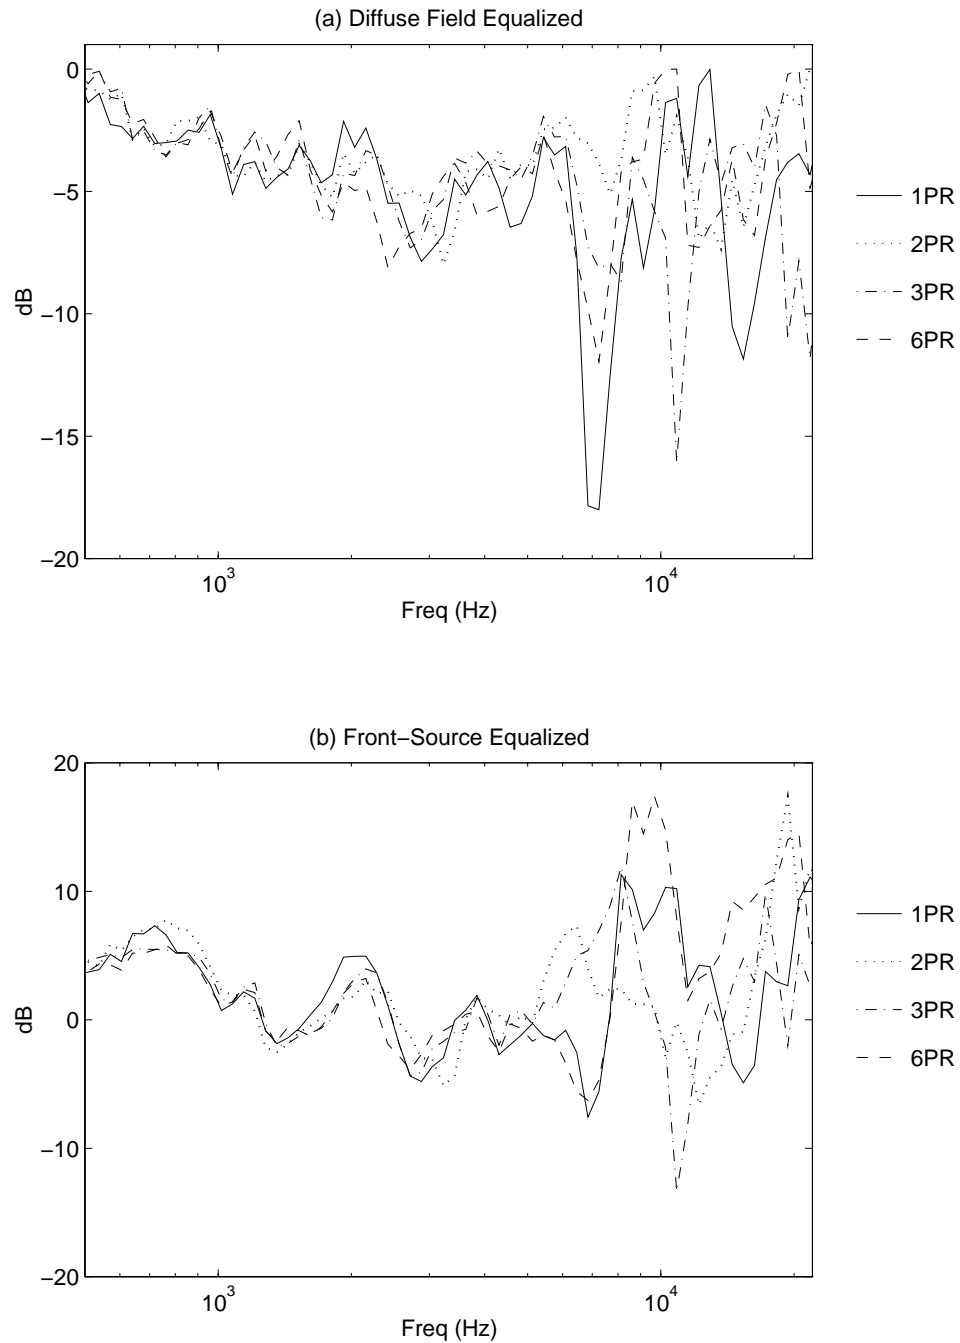 (a) Diffuse Field Equalized
0
−5
−10
−15
−20
dB
10^3
10^4
Freq (Hz)
1PR
2PR
3PR
6PR
(b) Front−Source Equalized
20
10
0
−10
−20
dB
10^3
10^4
Freq (Hz)
1PR
2PR
3PR
6PR